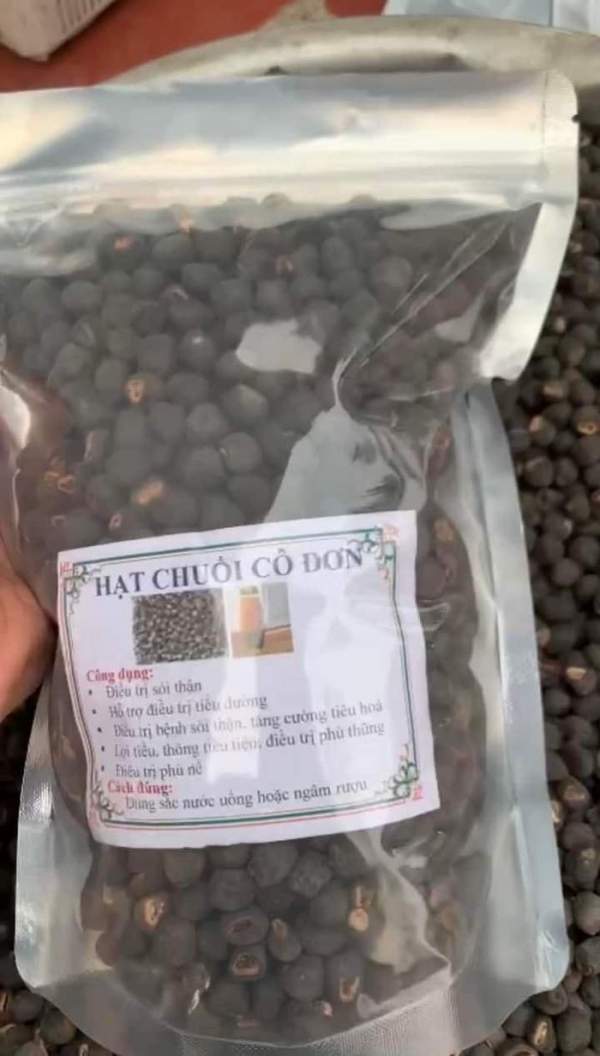 HẠT CHUỐI CÔ ĐƠN
Công dụng:
• Điều trị sỏi thận
• Hỗ trợ điều trị tiểu đường
• Điều trị bệnh sỏi thận, tăng cường tiêu hoá
• Lợi tiểu, thông tiểu tiện, điều trị phù thũng
• Điều trị phù nề
Cách dùng:
Dùng sắc nước uống hoặc ngâm rượu